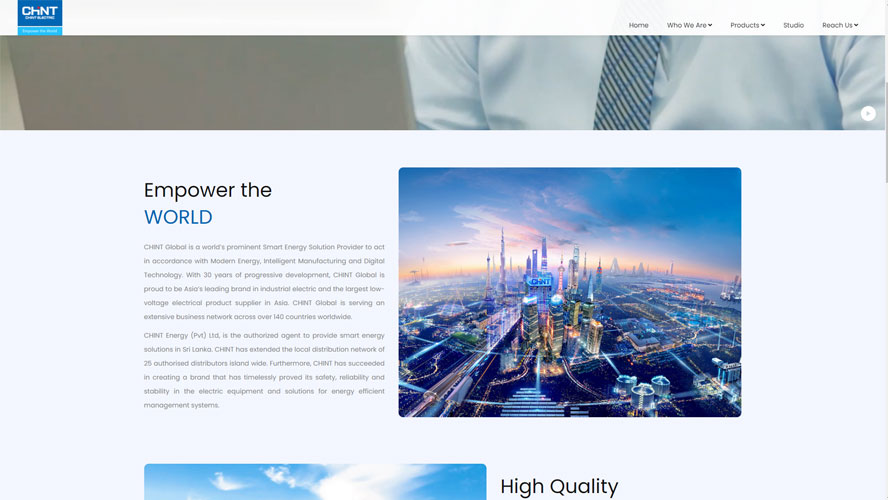 CHNT
CHINT ELECTRIC
Empower the World
Home Who We Are Products Studio Reach Us
Empower the
WORLD
CHINT Global is a world's prominent Smart Energy Solution Provider to act
in accordance with Modern Energy, Intelligent Manufacturing and Digital
Technology. With 30 years of progressive development, CHINT Global is
proud to be Asia's leading brand in industrial electric and the largest low-
voltage electrical product supplier in Asia. CHINT Global is serving an
extensive business network across over 140 countries worldwide.
CHINT Energy (Pvt) Ltd, is the authorized agent to provide smart energy
solutions in Sri Lanka. CHINT has extended the local distribution network of
25 authorised distributors island wide. Furthermore, CHINT has succeeded
in creating a brand that has timelessly proved its safety, reliability and
stability in the electric equipment and solutions for energy efficient
management systems.
CHNT
High Quality